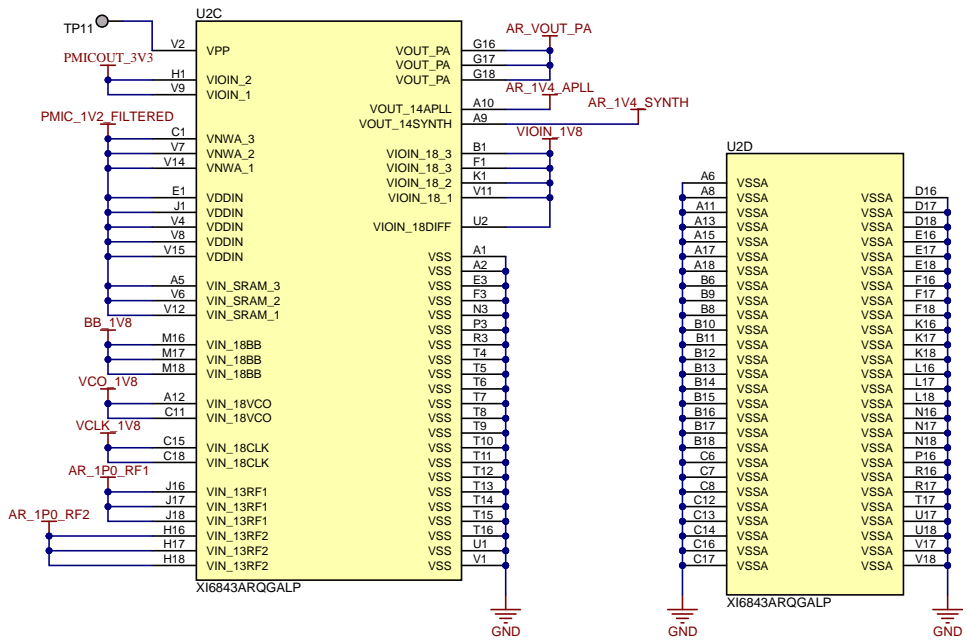 U2C
TP11
V2 VPP
PMICOUT_3V3
H1 VIOIN_2
V9 VIOIN_1
PMIC_1V2_FILTERED
C1 VNWA_3
V7 VNWA_2
V14 VNWA_1
E1 VDDIN
J1 VDDIN
V4 VDDIN
V8 VDDIN
V15 VDDIN
A5 VIN_SRAM_3
V6 VIN_SRAM_2
V12 VIN_SRAM_1
BB_1V8
M16 VIN_18BB
M17 VIN_18BB
M18 VIN_18BB
VCO_1V8
A12 VIN_18VCO
C11 VIN_18VCO
VCLK_1V8
C15 VIN_18CLK
C18 VIN_18CLK
AR_1P0_RF1
J16 VIN_13RF1
J17 VIN_13RF1
J18 VIN_13RF1
AR_1P0_RF2
H16 VIN_13RF2
H17 VIN_13RF2
H18 VIN_13RF2
AR_VOUT_PA
VOUT_PA G16
VOUT_PA G17
VOUT_PA G18
AR_1V4_APLL
VOUT_14APLL A10
AR_1V4_SYNTH
VOUT_14SYNTH A9
VIOIN_1V8
VIOIN_18_3 B1
VIOIN_18_3 F1
VIOIN_18_2 K1
VIOIN_18_1 V11
VIOIN_18DIFF U2
VSS A1
VSS A2
VSS E3
VSS F3
VSS N3
VSS P3
VSS R3
VSS T4
VSS T5
VSS T6
VSS T7
VSS T8
VSS T9
VSS T10
VSS T11
VSS T12
VSS T13
VSS T14
VSS T15
VSS T16
VSS U1
VSS V1
XI6843ARQGALP
GND
U2D
A6 VSSA
A8 VSSA VSSA D16
A11 VSSA VSSA D17
A13 VSSA VSSA D18
A15 VSSA VSSA E16
A17 VSSA VSSA E17
A18 VSSA VSSA E18
B6 VSSA VSSA F16
B9 VSSA VSSA F17
B8 VSSA VSSA F18
B10 VSSA VSSA K16
B11 VSSA VSSA K17
B12 VSSA VSSA K18
B13 VSSA VSSA L16
B14 VSSA VSSA L17
B15 VSSA VSSA L18
B16 VSSA VSSA N16
B17 VSSA VSSA N17
B18 VSSA VSSA N18
C6 VSSA VSSA P16
C7 VSSA VSSA R16
C8 VSSA VSSA R17
C12 VSSA VSSA T17
C13 VSSA VSSA U17
C14 VSSA VSSA U18
C16 VSSA VSSA V17
C17 VSSA VSSA V18
XI6843ARQGALP
GND
GND